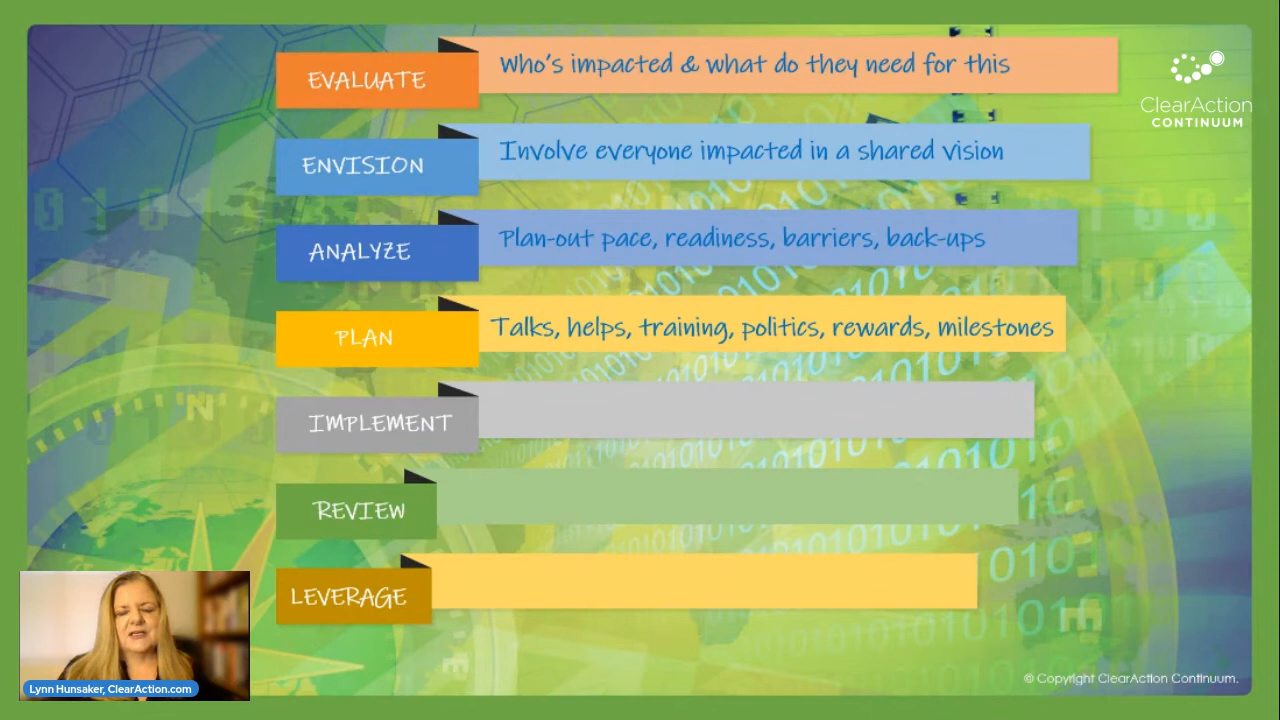 EVALUATE
Who's impacted & what do they need for this
ClearAction
CONTINUUM
ENVISION
Involve everyone impacted in a shared vision
ANALYZE
Plan-out pace, readiness, barriers, back-ups
PLAN
Talks, helps, training, politics, rewards, milestones
IMPLEMENT
REVIEW
LEVERAGE
Lynn Hunsaker, ClearAction.com
© Copyright ClearAction Continuum.
N
E